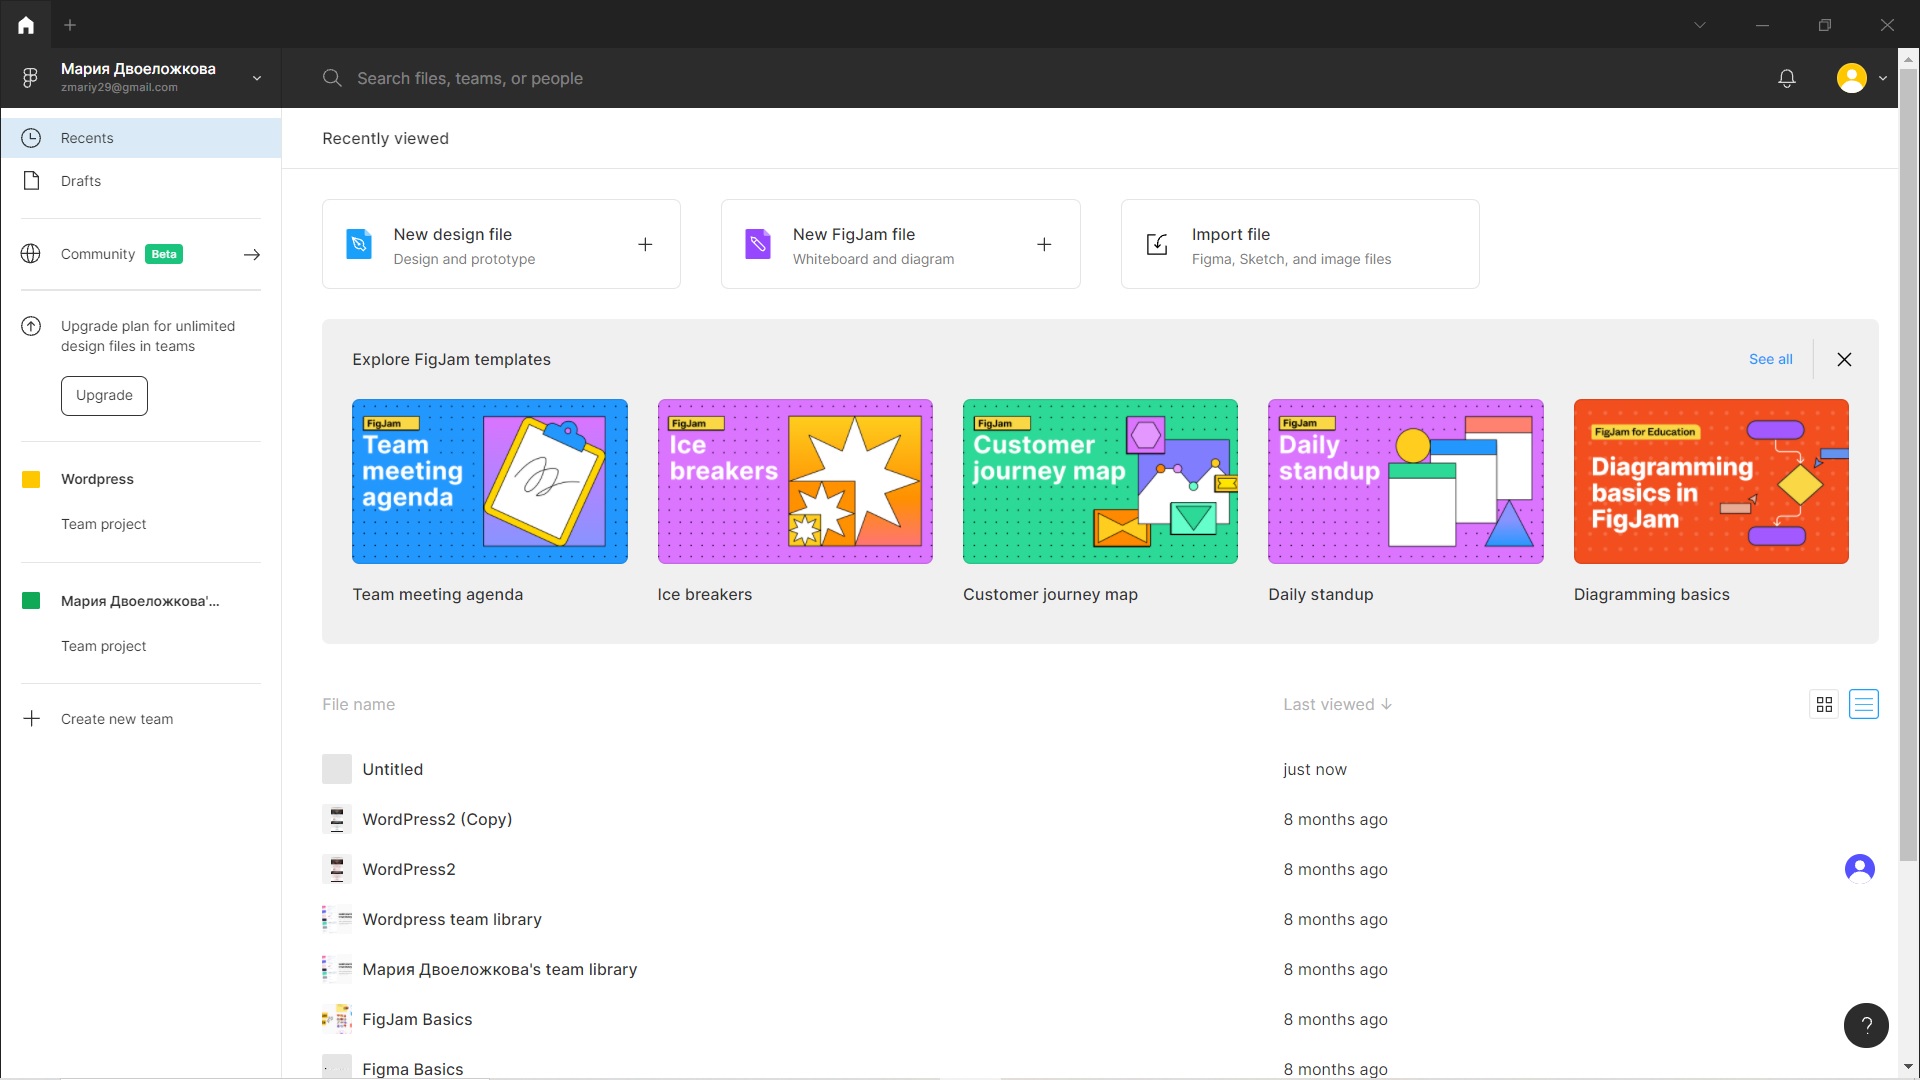 Мария Двоеложкова
zmariy29@gmail.com
Search files, teams, or people
Recents
Drafts
Community Beta
Upgrade plan for unlimited
design files in teams
Upgrade
Wordpress
Team project
Мария Двоеложкова'...
Team project
Create new team
Recently viewed
New design file
Design and prototype
New FigJam file
Whiteboard and diagram
Import file
Figma, Sketch, and image files
Explore FigJam templates
See all
FigJam
Team
meeting
agenda
Team meeting agenda
FigJam
Ice
breakers
Ice breakers
FigJam
Customer
journey map
Customer journey map
FigJam
Daily
standup
Daily standup
FigJam for Education
Diagramming
basics in
FigJam
Diagramming basics
File name Last viewed
Untitled just now
WordPress2 (Copy) 8 months ago
WordPress2 8 months ago
Wordpress team library 8 months ago
Мария Двоеложкова's team library 8 months ago
FigJam Basics 8 months ago
Figma Basics 8 months ago
?